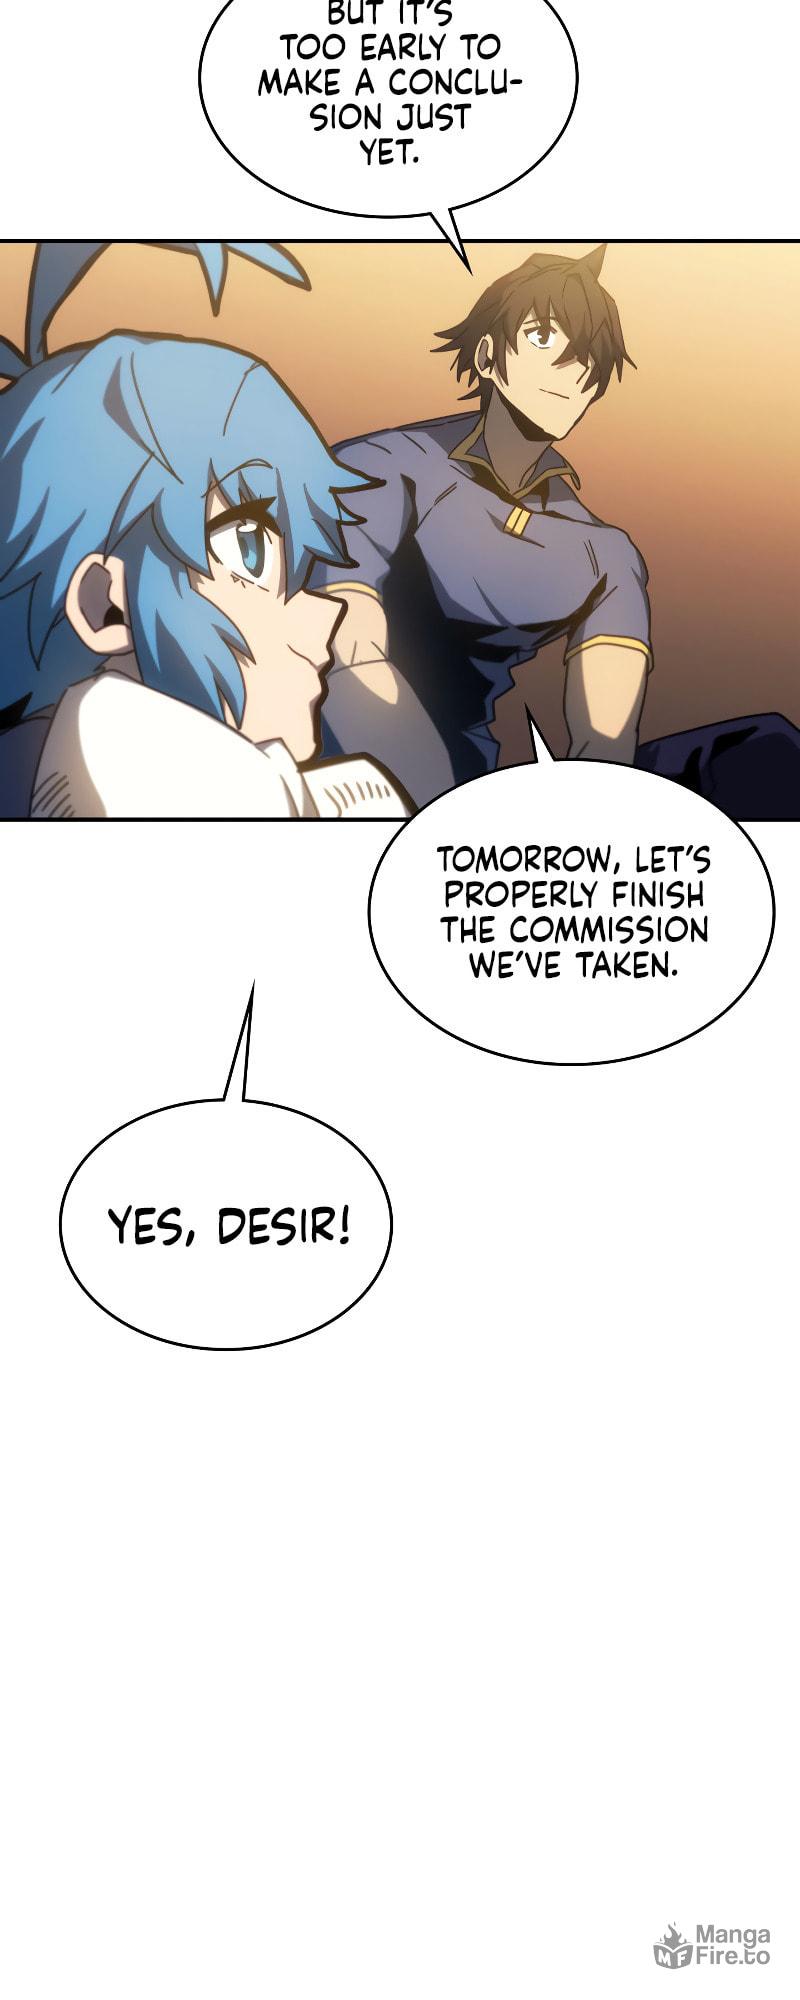 BUT IT'S
TOO EARLY TO
MAKE A CONCLU-
SION JUST
YET.
TOMORROW, LET'S
PROPERLY FINISH
THE COMMISSION
WE'VE TAKEN.
YES, DESIR!
MF
Manga
Fire.to